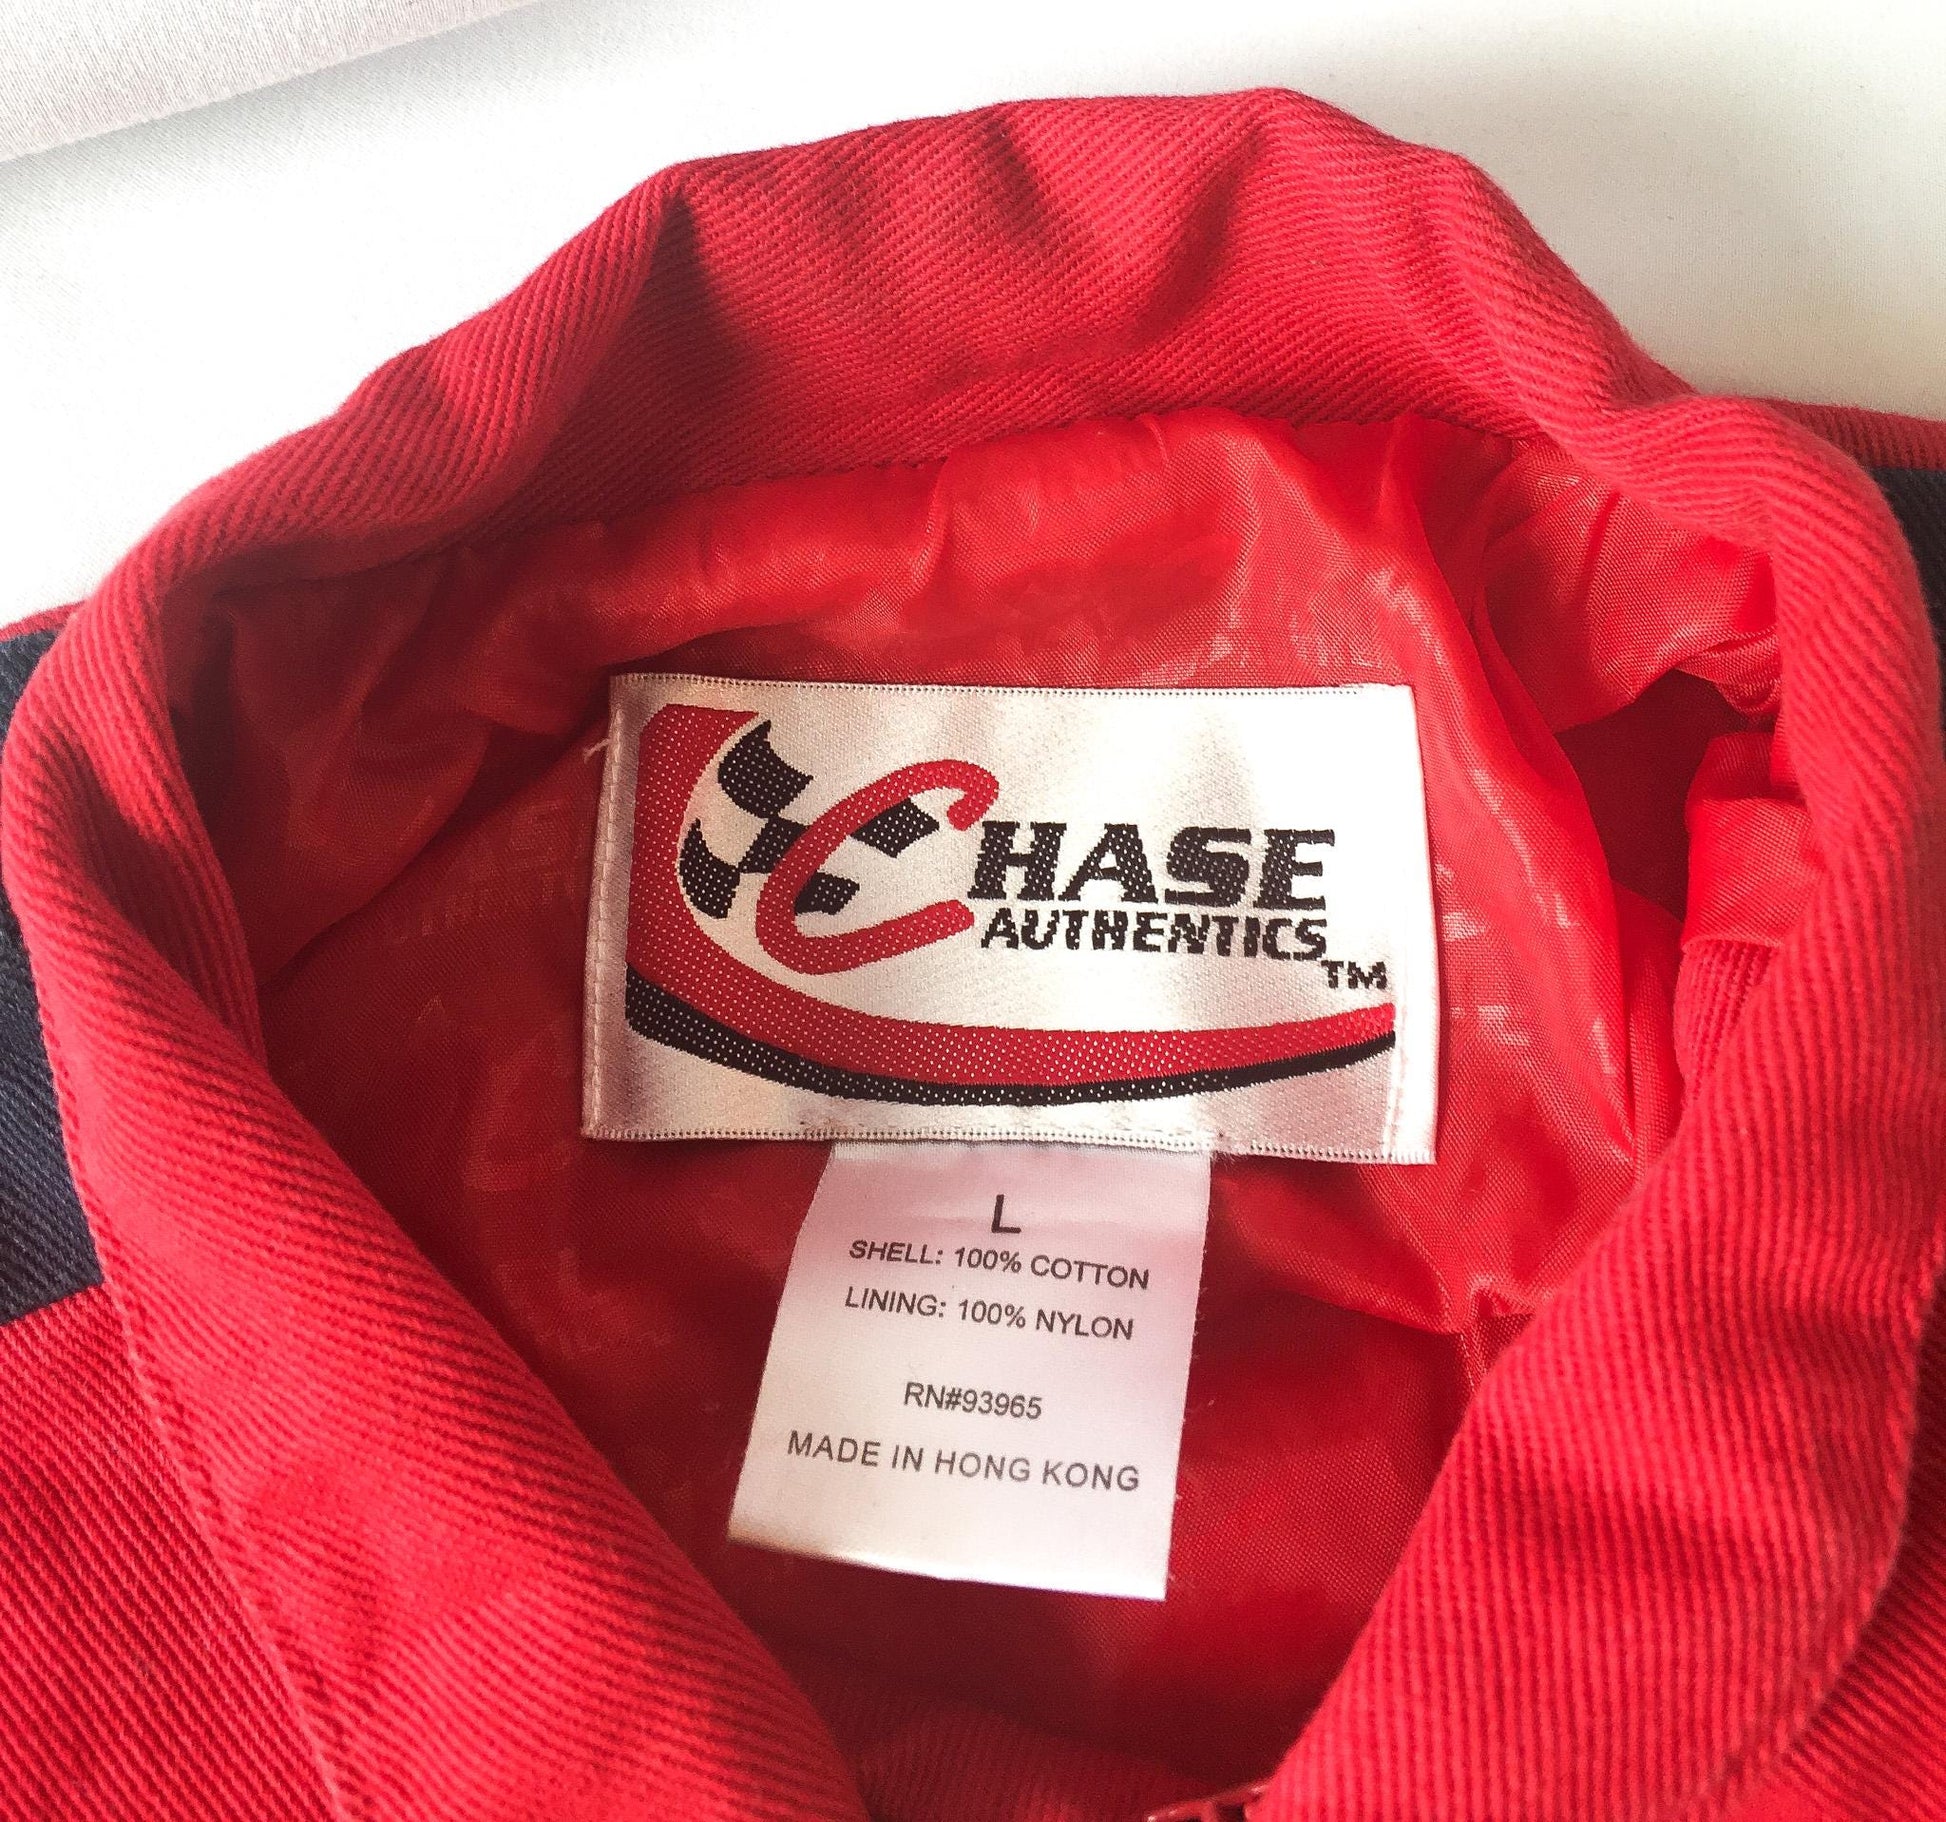 CHASE
AUTHENTICS
TM
L
SHELL: 100% COTTON
LINING: 100% NYLON
RN#93965
MADE IN HONG KONG